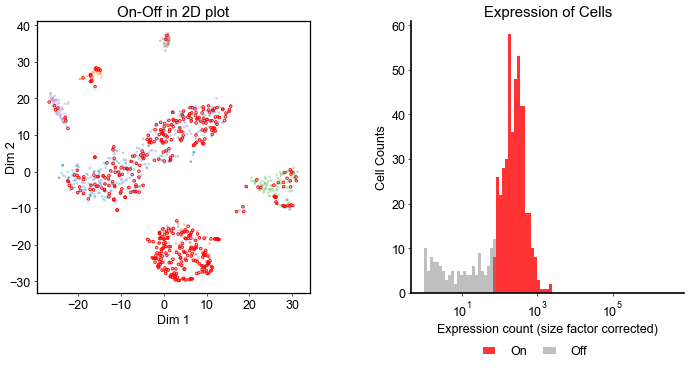 On-Off in 2D plot
40
30
20
10
0
−10
−20
−30
Dim 2
−20 −10 0 10 20 30
Dim 1
Expression of Cells
60
50
40
30
20
10
0
Cell Counts
10^1 10^3 10^5
Expression count (size factor corrected)
On Off